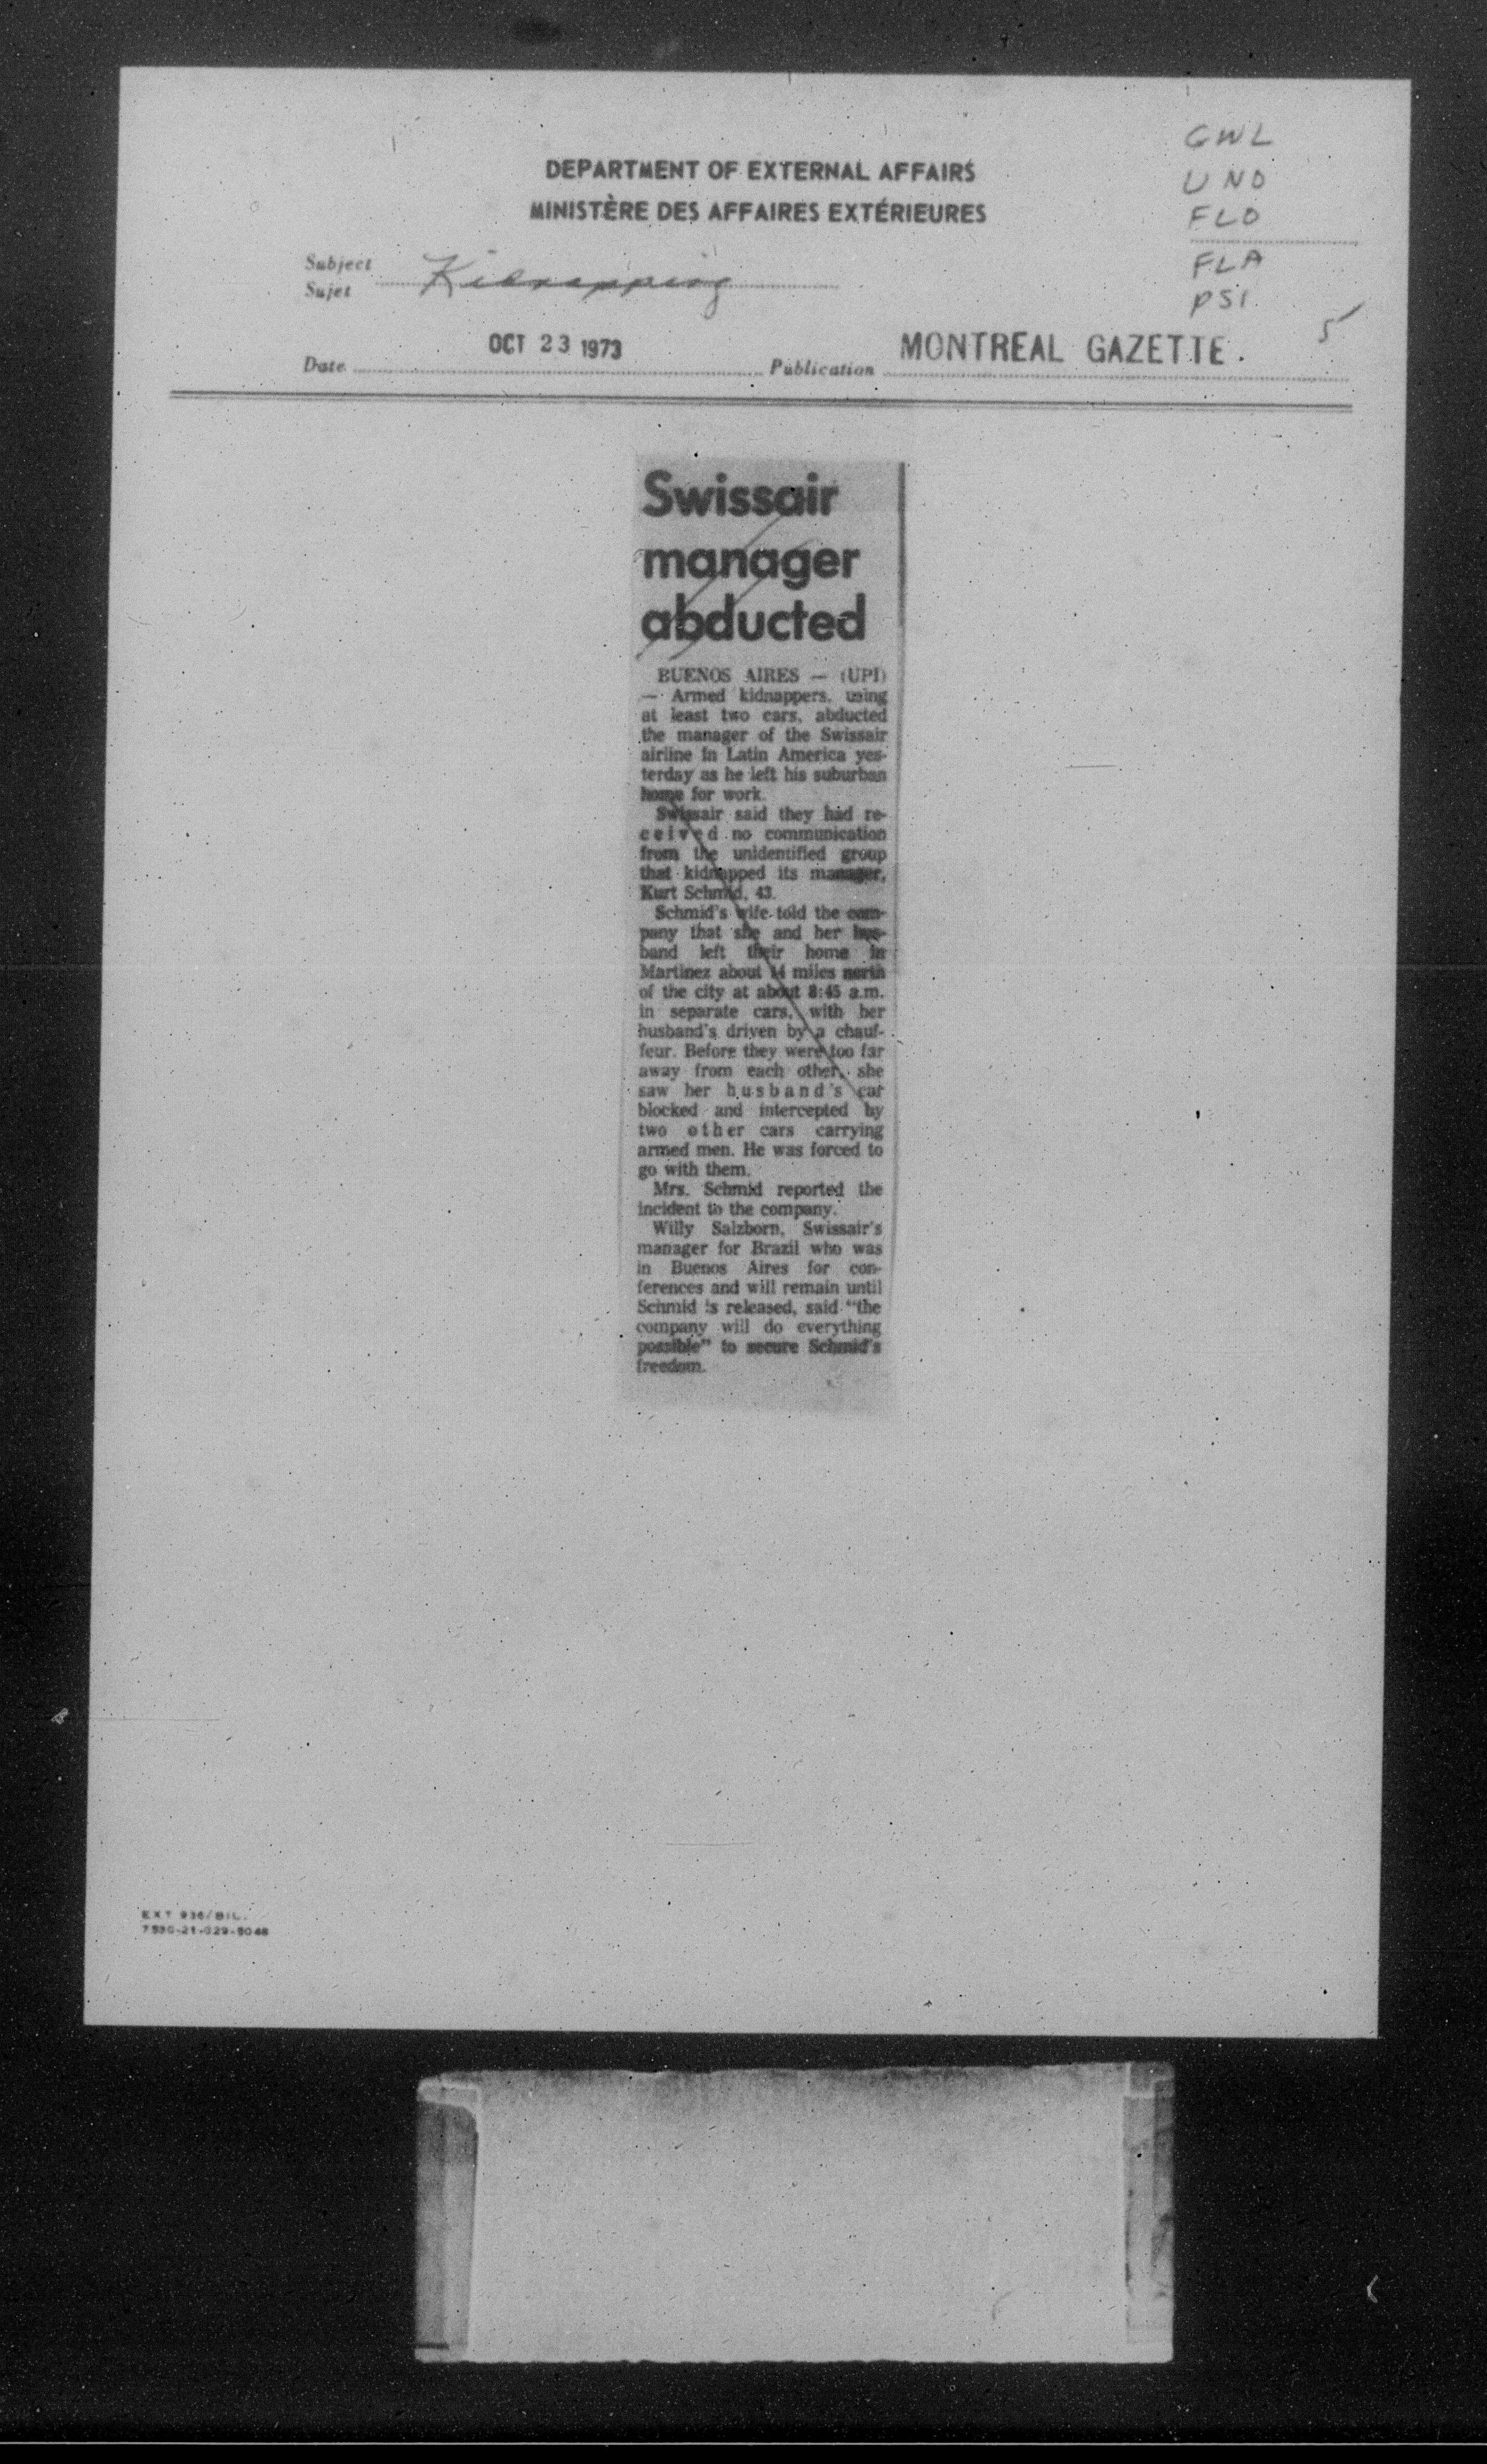 GWL
UND
FLO
FLA
PSI
DEPARTMENT OF EXTERNAL AFFAIRS
MINISTÈRE DES AFFAIRES EXTÉRIEURES
Subject
Sujet
Kidnapping
5
Date
OCT 23 1973
Publication
MONTREAL GAZETTE.
Swissair
manager
abducted
BUENOS AIRES — (UPI)
— Armed kidnappers, using
at least two cars, abducted
the manager of the Swissair
airline in Latin America yes-
terday as he left his suburban
home for work.
Swissair said they had re-
ceived no communication
from the unidentified group
that kidnapped its manager,
Kurt Schmid, 43.
Schmid's wife told the com-
pany that she and her hus-
band left their home in
Martinez about 14 miles north
of the city at about 8:45 a.m.
in separate cars, with her
husband's driven by a chauf-
feur. Before they were too far
away from each other, she
saw her husband's car
blocked and intercepted by
two other cars carrying
armed men. He was forced to
go with them.
Mrs. Schmid reported the
incident to the company.
Willy Salzborn, Swissair's
manager for Brazil who was
in Buenos Aires for con-
ferences and will remain until
Schmid is released, said "the
company will do everything
possible" to secure Schmid's
freedom.
EXT 936/BIL.
7530-21-029-5048